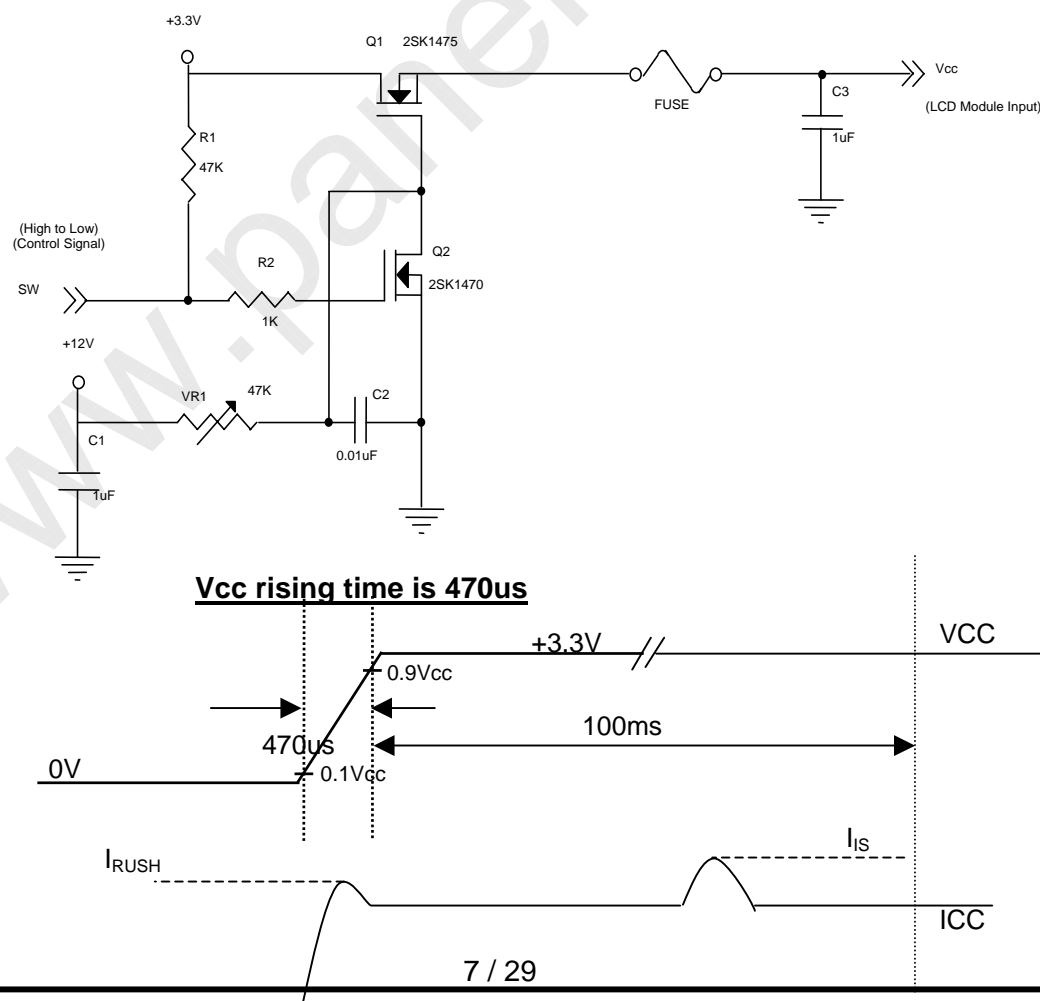 +3.3V
Q1 2SK1475
Vcc
FUSE
C3
(LCD Module Input)
R1
47K
1uF
(High to Low)
(Control Signal)
Q2
R2
2SK1470
SW
1K
+12V
VR1
47K
C2
C1
0.01uF
1uF
Vcc rising time is 470us
+3.3V
VCC
0.9Vcc
100ms
470us
0V
0.1Vcc
IRUSH
IIS
ICC
7 / 29